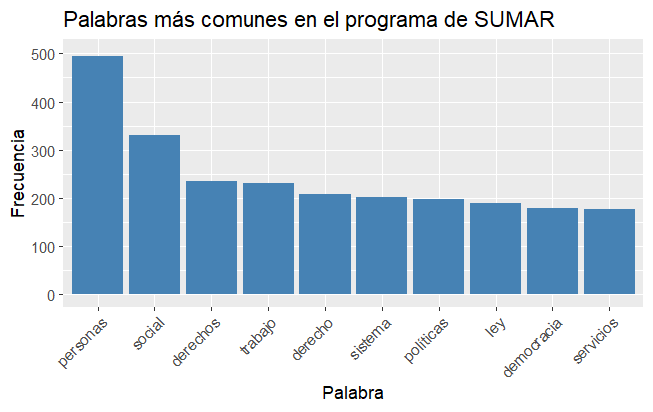 Palabras más comunes en el programa de SUMAR
Frecuencia
500
400
300
200
100
0
personas
social
derechos
trabajo
derecho
sistema
políticas
ley
democracia
servicios
Palabra